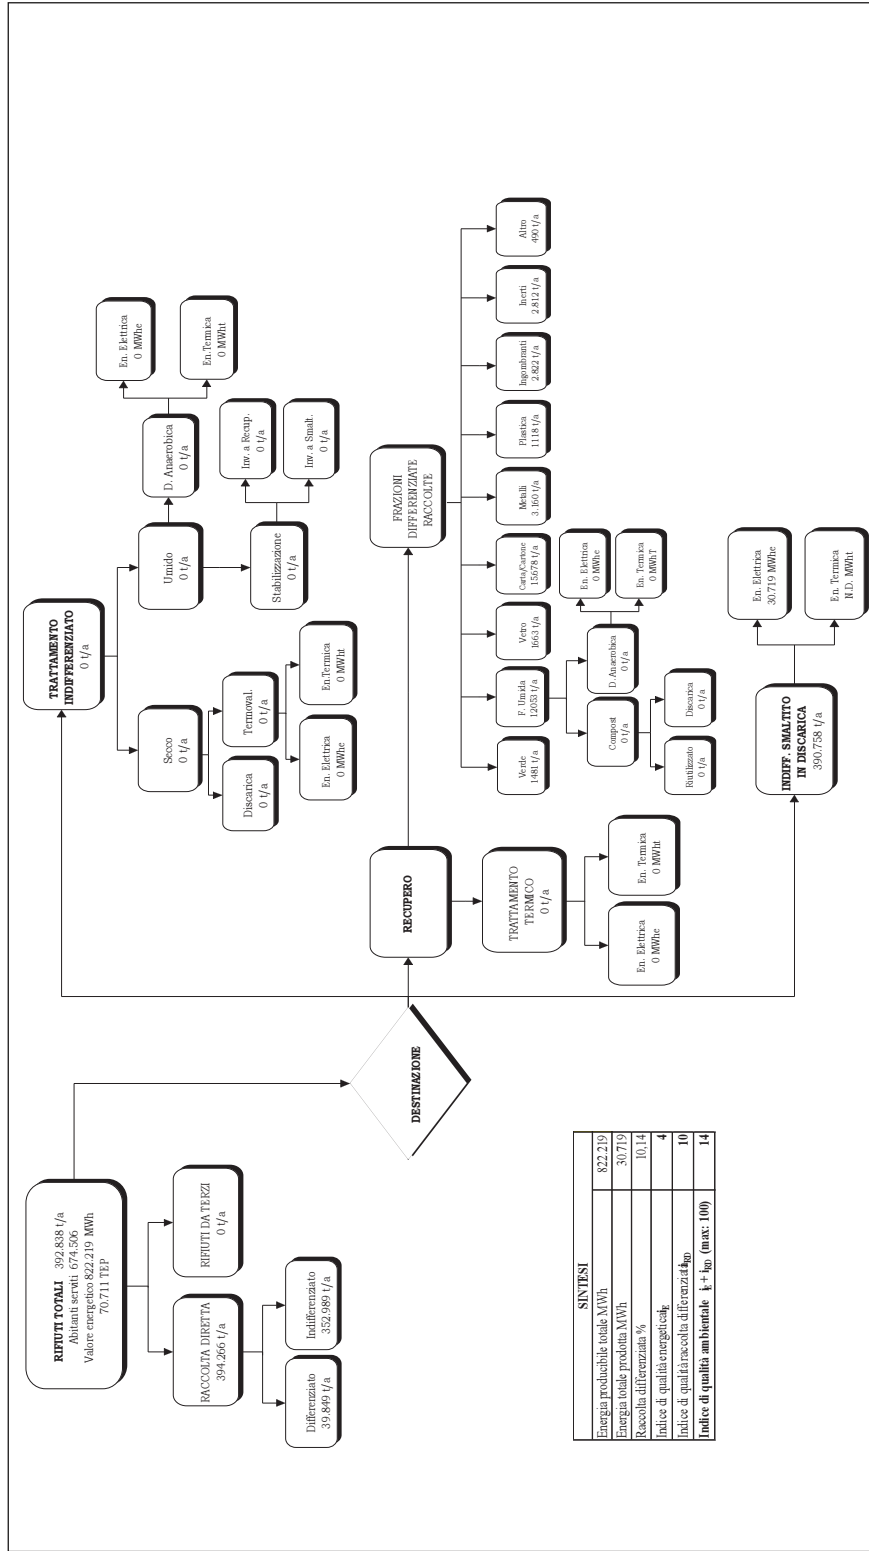 RIFIUTI TOTALI 392.838 t/a
Abitanti serviti 674.506
Valore energetico 822.219 MWh
70.711 TEP
RACCOLTA DIRETTA
394.266 t/a
RIFIUTI DA TERZI
0 t/a
Differenziato
39.849 t/a
Indifferenziato
352.989 t/a
DESTINAZIONE
TRATTAMENTO
INDIFFERENZIATO
0 t/a
Secco
0 t/a
Umido
0 t/a
Discarica
0 t/a
Termoval.
0 t/a
En. Elettrica
0 MWhe
En.Termica
0 MWht
D. Anaerobica
0 t/a
Stabilizzazione
0 t/a
En. Elettrica
0 MWhe
En.Termica
0 MWht
Inv. a Recup.
0 t/a
Inv. a Smalt.
0 t/a
RECUPERO
TRATTAMENTO
TERMICO
0 t/a
En. Elettrica
0 MWhe
En. Termica
0 MWht
FRAZIONI
DIFFERENZIATE
RACCOLTE
Verde
1481 t/a
F. Umida
12053 t/a
Vetro
1663 t/a
Carta/Cartone
15.678 t/a
Metalli
3.160 t/a
Plastica
1118 t/a
Ingombranti
2.822 t/a
Inerti
2.812 t/a
Altro
490 t/a
Compost
0 t/a
D. Anaerobica
0 t/a
Riutilizzato
0 t/a
Discarica
0 t/a
En. Elettrica
0 MWhe
En. Termica
0 MWhT
INDIFF. SMALTITO
IN DISCARICA
390.758 t/a
En. Elettrica
30.719 MWhe
En. Termica
N.D. MWht
SINTESI
Energia producibile totale MWh 822.219
Energia totale prodotta MWh 30.719
Raccolta differenziata % 10,14
Indice di qualità energetica iE 4
Indice di qualità raccolta differenziata iRD 10
Indice di qualità ambientale iE + iRD (max: 100) 14